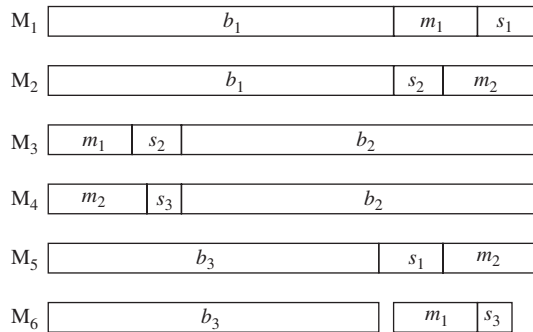 M₁ b₁ m₁ s₁
M₂ b₁ s₂ m₂
M₃ m₁ s₂ b₂
M₄ m₂ s₃ b₂
M₅ b₃ s₁ m₂
M₆ b₃ m₁ s₃